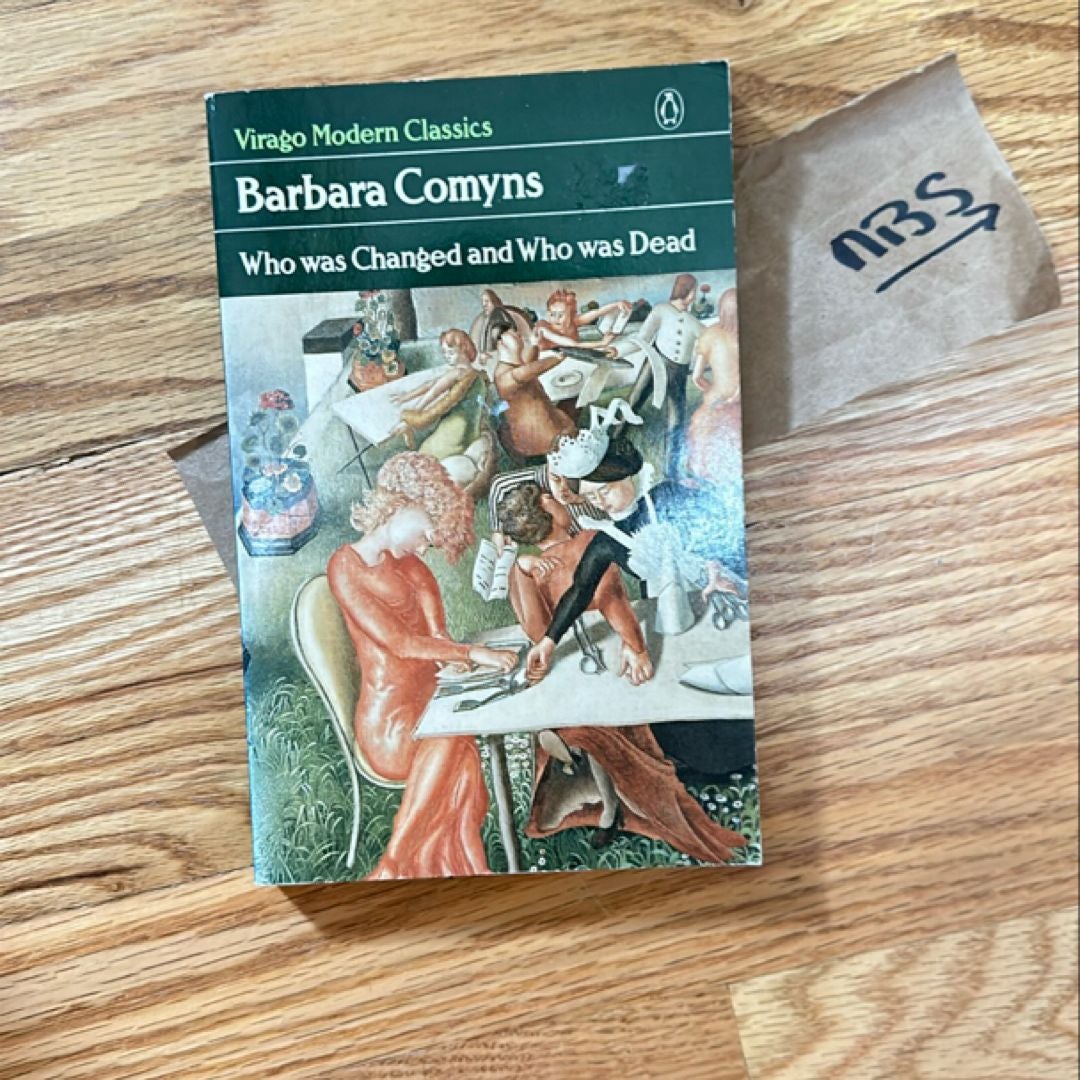 Virago Modern Classics
Barbara Comyns
Who was Changed and Who was Dead
NBS